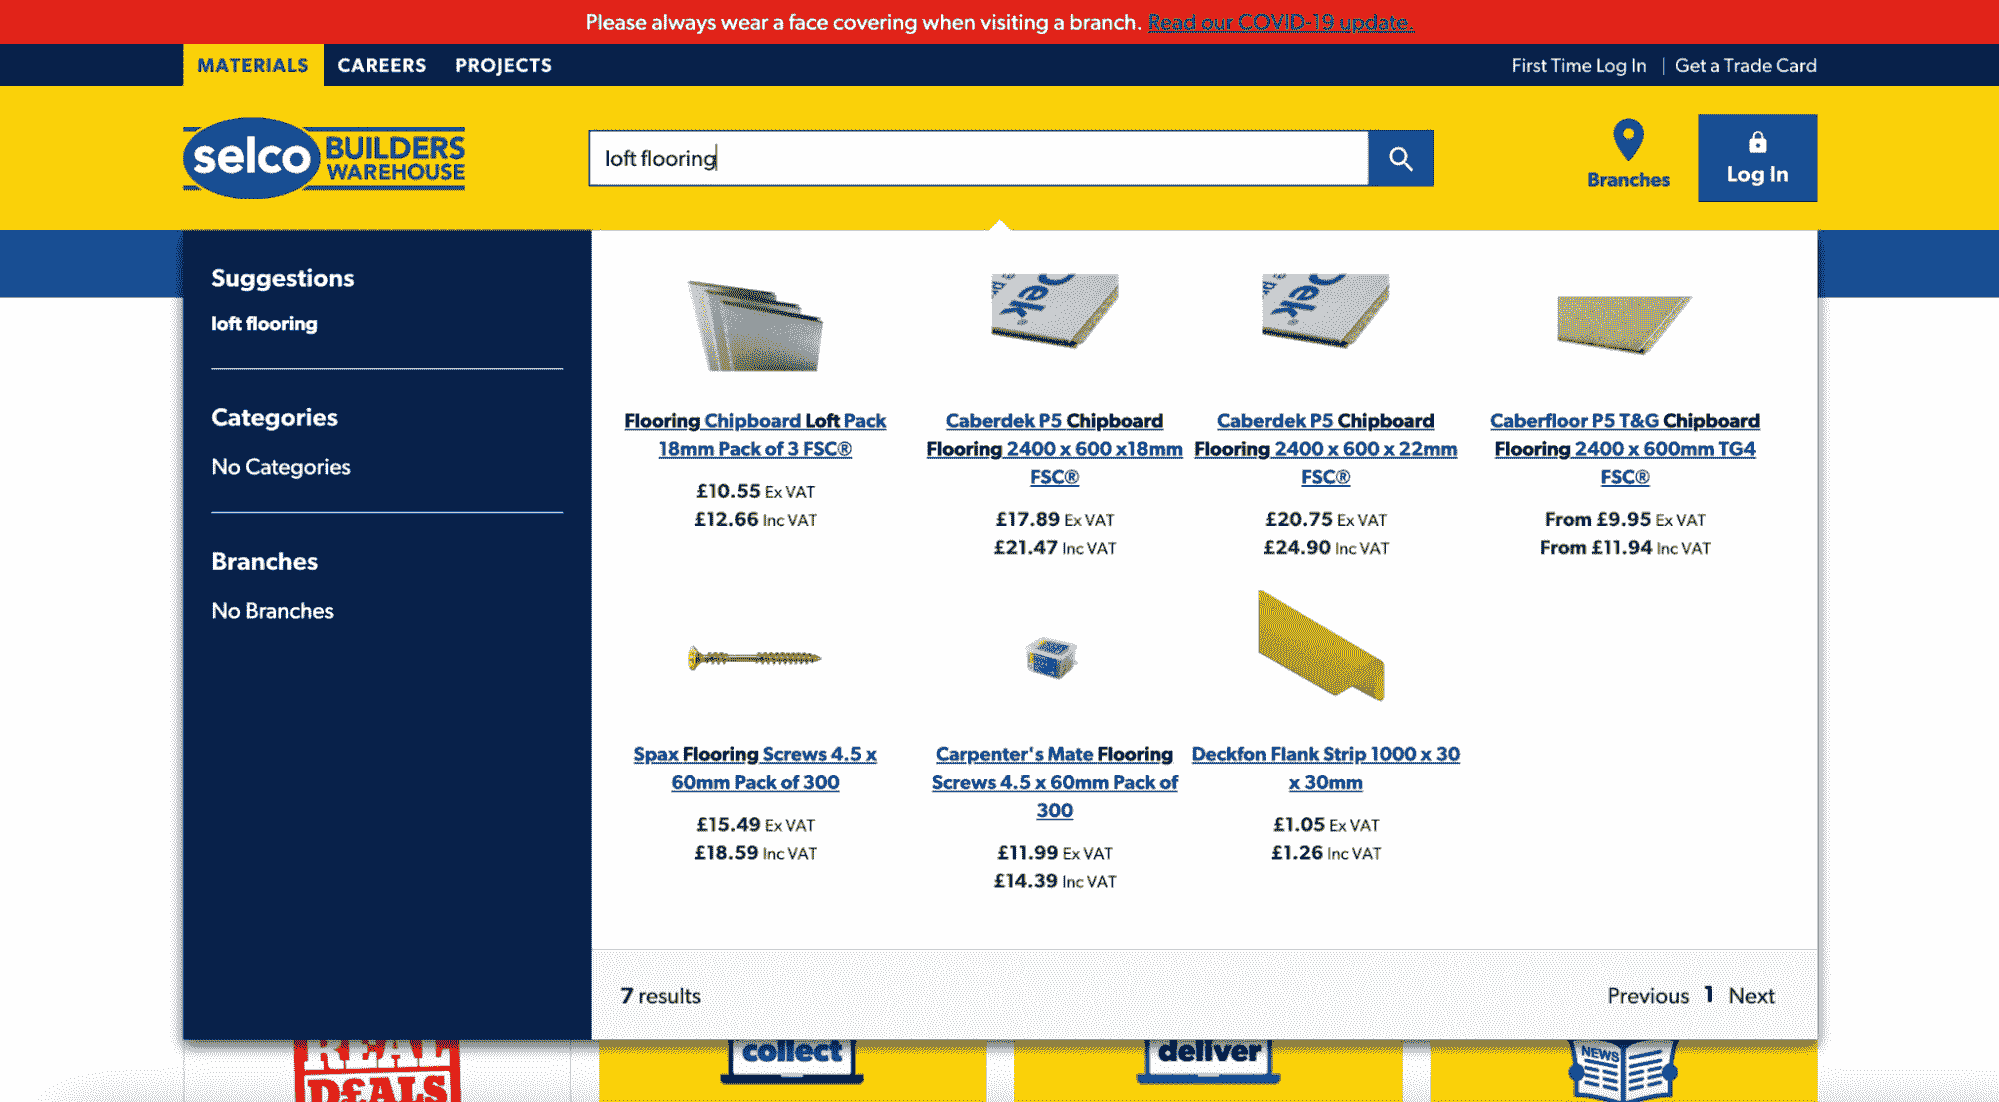 Please always wear a face covering when visiting a branch. Read our COVID-19 update.
MATERIALS CAREERS PROJECTS
First Time Log In | Get a Trade Card
selco BUILDERS WAREHOUSE
loft flooring
Branches
Log In
Suggestions
loft flooring
Categories
No Categories
Branches
No Branches
Dek
Flooring Chipboard Loft Pack
18mm Pack of 3 FSC®
£10.55 Ex VAT
£12.66 Inc VAT
Dek
Caberdek P5 Chipboard
Flooring 2400 x 600 x18mm
FSC®
£17.89 Ex VAT
£21.47 Inc VAT
Caberdek P5 Chipboard
Flooring 2400 x 600 x 22mm
FSC®
£20.75 Ex VAT
£24.90 Inc VAT
Caberfloor P5 T&G Chipboard
Flooring 2400 x 600mm TG4
FSC®
From £9.95 Ex VAT
From £11.94 Inc VAT
Spax Flooring Screws 4.5 x
60mm Pack of 300
£15.49 Ex VAT
£18.59 Inc VAT
Carpenter's Mate Flooring
Screws 4.5 x 60mm Pack of
300
£11.99 Ex VAT
£14.39 Inc VAT
Deckfon Flank Strip 1000 x 30
x 30mm
£1.05 Ex VAT
£1.26 Inc VAT
7 results
Previous 1 Next
REAL
D£ALS
collect
deliver
NEWS